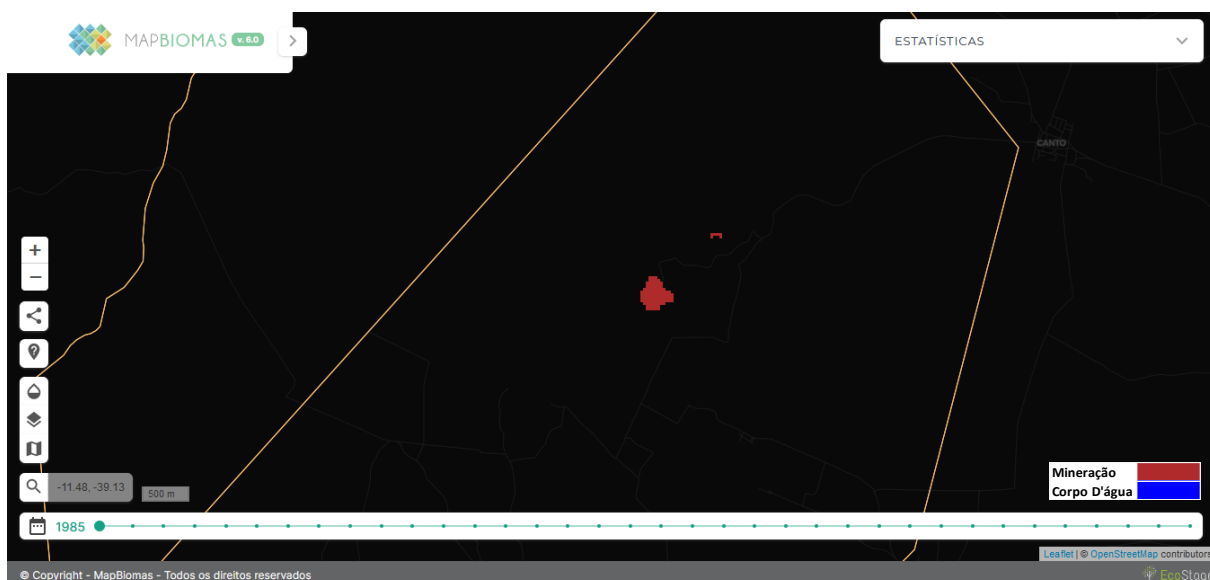 MAPBIOMAS v. 6.0
ESTATÍSTICAS
CANTO
+
−
-11.48, -39.13
500 m
Mineração
Corpo D'água
1985
Leaflet | © OpenStreetMap contributors
© Copyright - MapBiomas - Todos os direitos reservados